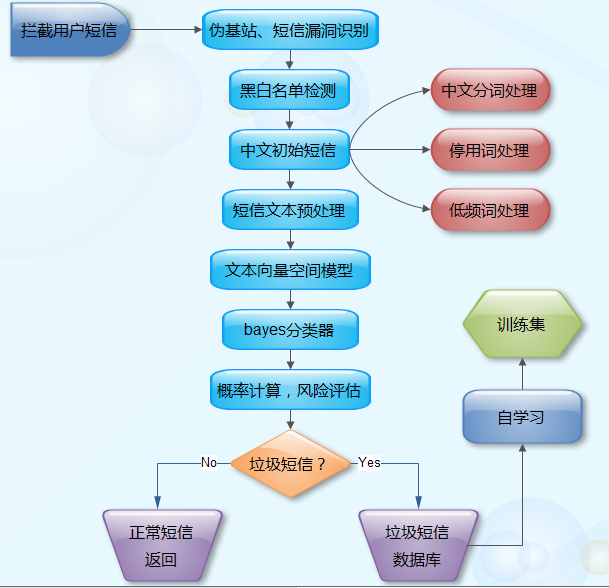 拦截用户短信
伪基站、短信漏洞识别
黑白名单检测
中文分词处理
中文初始短信
停用词处理
短信文本预处理
低频词处理
文本向量空间模型
bayes分类器
训练集
概率计算，风险评估
自学习
No
垃圾短信？
Yes
正常短信
返回
垃圾短信
数据库